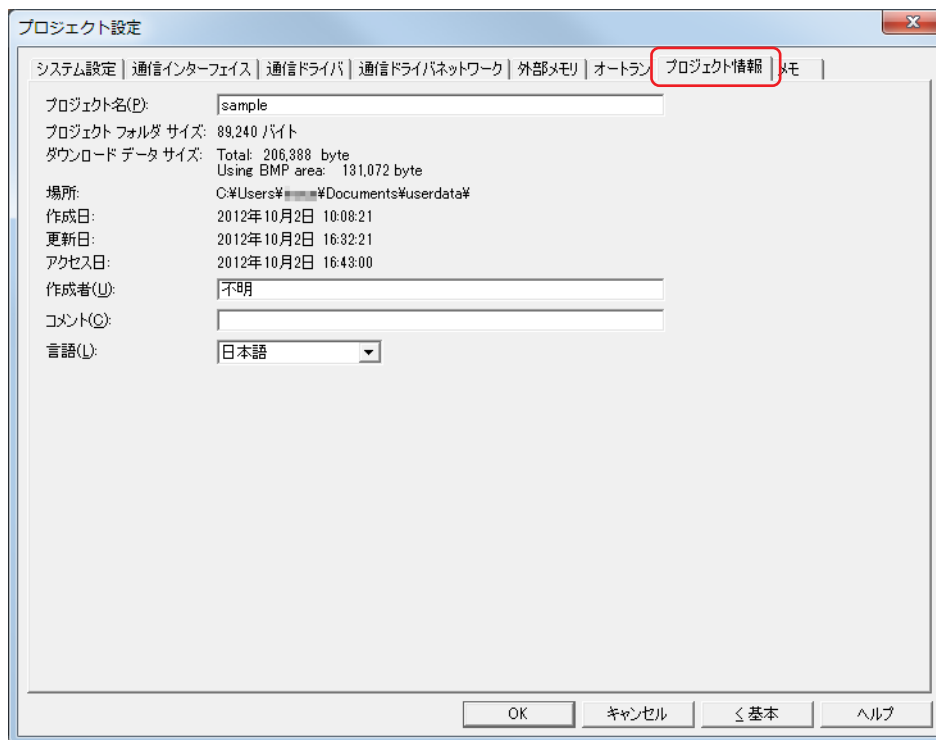 プロジェクト設定
システム設定 通信インターフェイス 通信ドライバ 通信ドライバネットワーク 外部メモリ オートラン プロジェクト情報 メモ
プロジェクト名(P): sample
プロジェクト フォルダ サイズ: 89,240 バイト
ダウンロード データ サイズ: Total: 206,388 byte
Using BMP area: 131,072 byte
場所: C:¥Users¥ ¥Documents¥userdata¥
作成日: 2012年10月2日 10:08:21
更新日: 2012年10月2日 16:32:21
アクセス日: 2012年10月2日 16:43:00
作成者(U): 不明
コメント(C):
言語(L): 日本語
OK キャンセル < 基本 ヘルプ